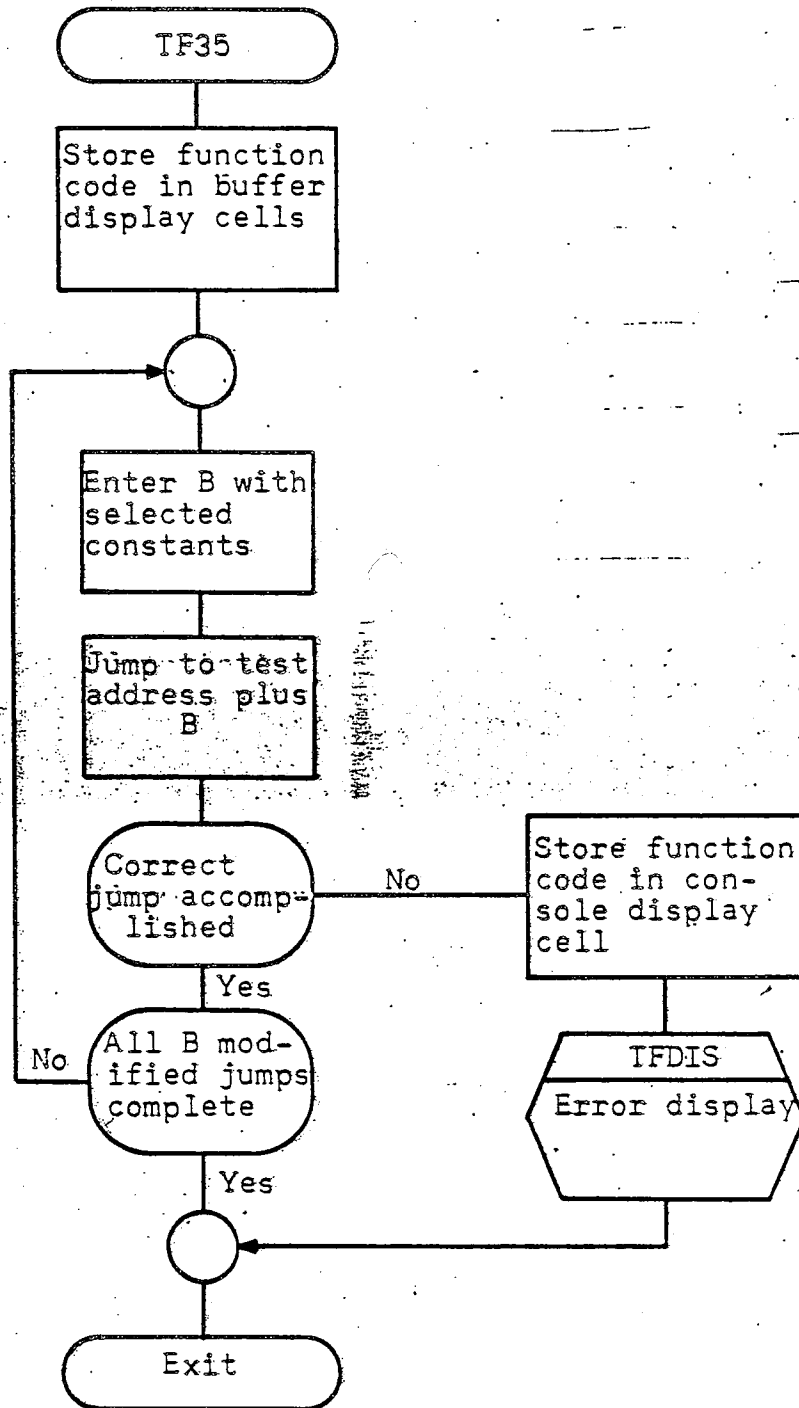 TF35
Store function
code in buffer
display cells
Enter B with
selected
constants
Jump to test
address plus
B
Correct
jump accomp-
lished
No
Store function
code in con-
sole display
cell
Yes
All B mod-
ified jumps
complete
No
TFDIS
Error display
Yes
Exit